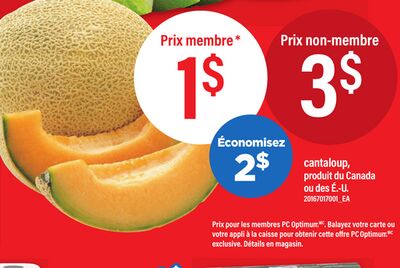 Prix membre*
1$
Prix non-membre
3$
Économisez
2$
cantaloup,
produit du Canada
ou des É.-U.
20167017001_EA
Prix pour les membres PC Optimum.MC. Balayez votre carte ou
votre appli à la caisse pour obtenir cette offre PC Optimum.MC
exclusive. Détails en magasin.